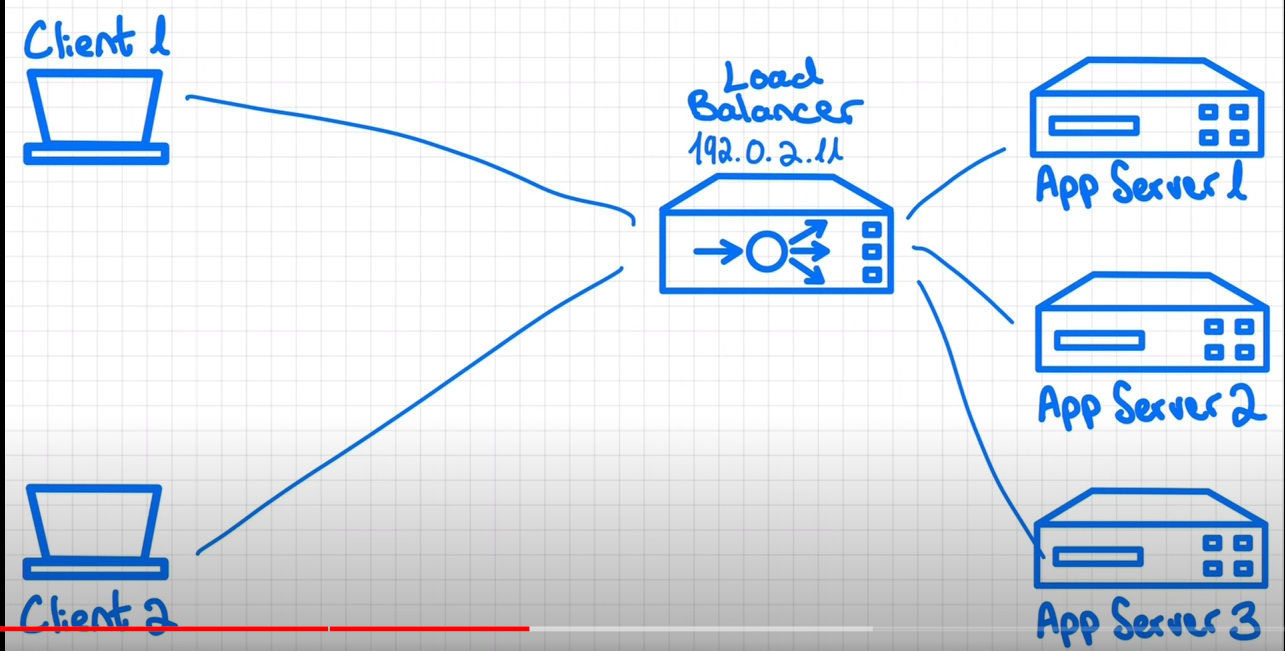 Client 1
Load
Balancer
192.0.2.11
App Server 1
App Server 2
Client 2
App Server 3